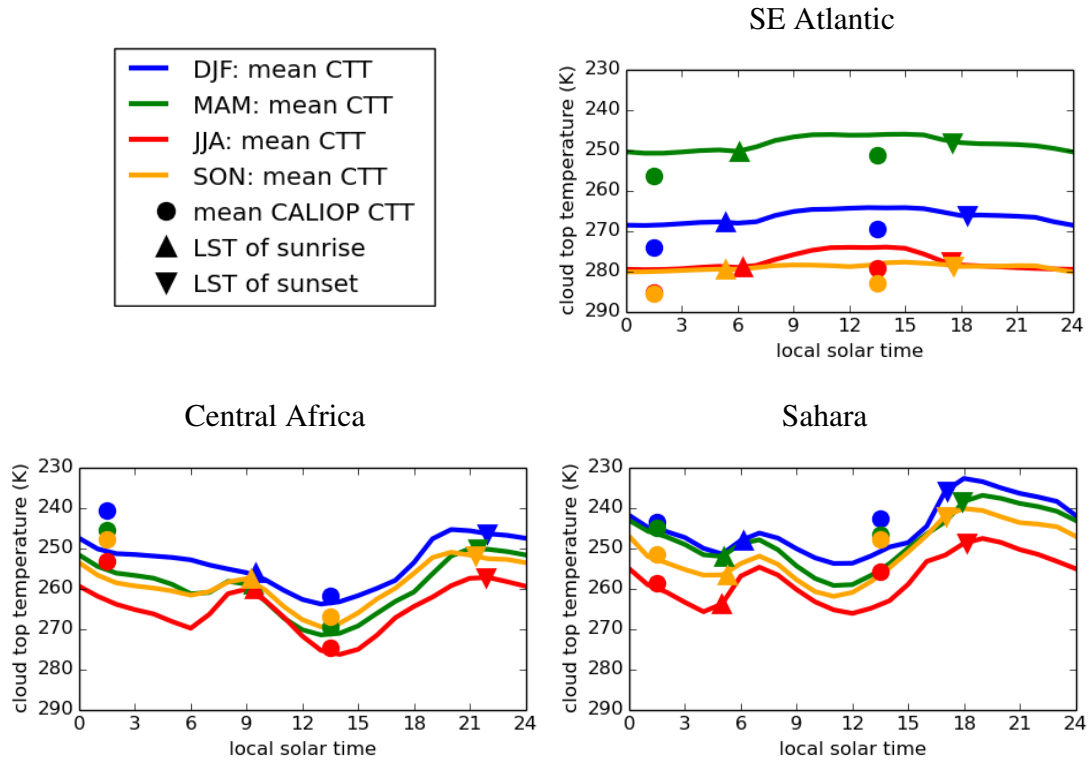 DJF: mean CTT
MAM: mean CTT
JJA: mean CTT
SON: mean CTT
mean CALIOP CTT
LST of sunrise
LST of sunset
SE Atlantic
cloud top temperature (K)
230
240
250
260
270
280
290
0 3 6 9 12 15 18 21 24
local solar time
Central Africa
cloud top temperature (K)
230
240
250
260
270
280
290
0 3 6 9 12 15 18 21 24
local solar time
Sahara
cloud top temperature (K)
230
240
250
260
270
280
290
0 3 6 9 12 15 18 21 24
local solar time